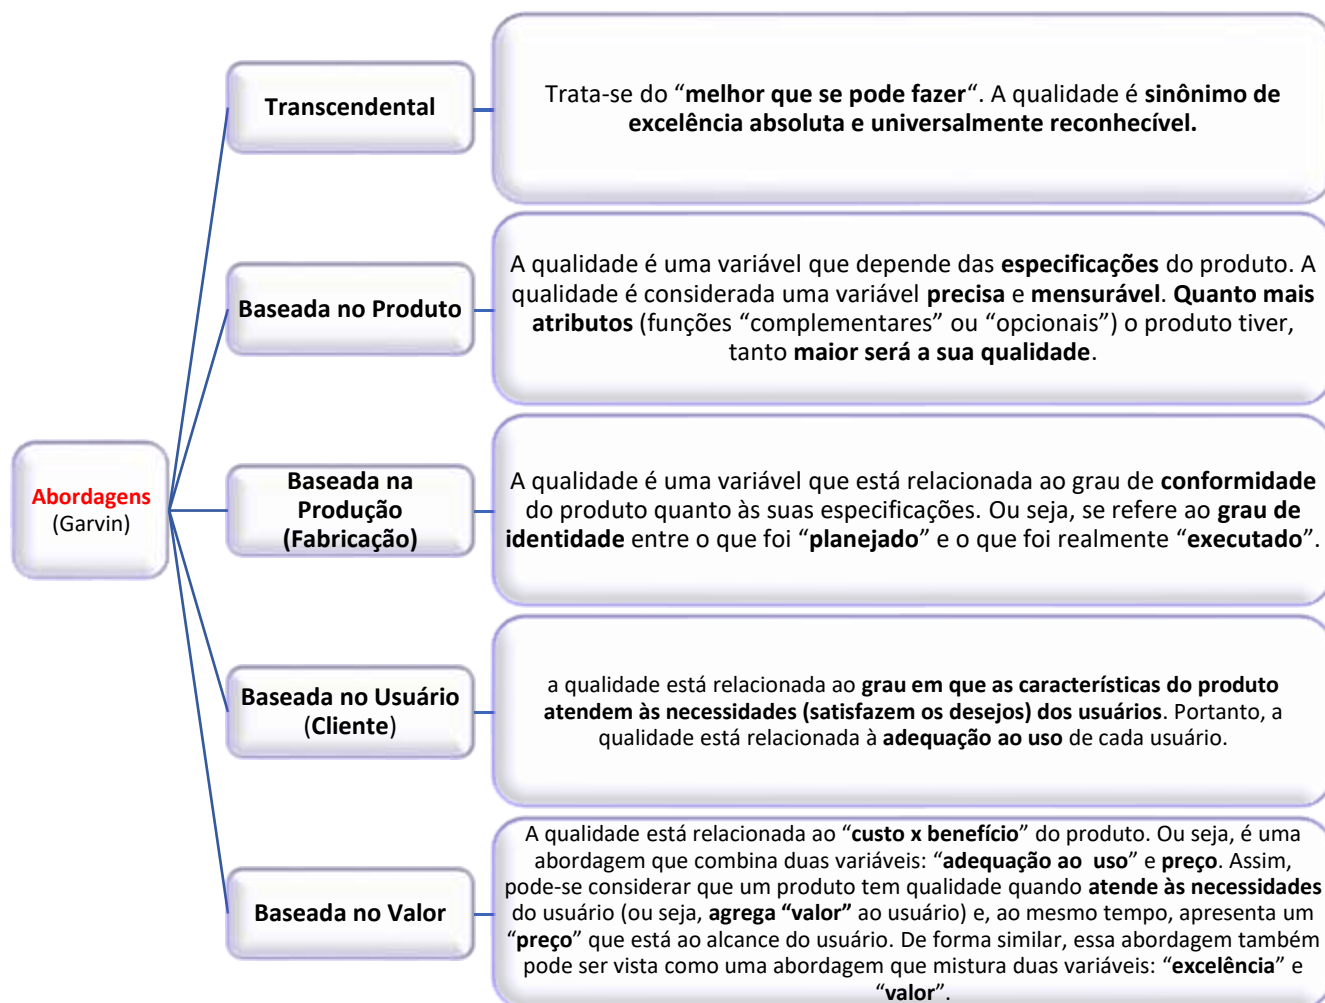 Abordagens
(Garvin)
Transcendental
Trata-se do “melhor que se pode fazer“. A qualidade é sinônimo de
excelência absoluta e universalmente reconhecível.
Baseada no Produto
A qualidade é uma variável que depende das especificações do produto. A
qualidade é considerada uma variável precisa e mensurável. Quanto mais
atributos (funções “complementares” ou “opcionais”) o produto tiver,
tanto maior será a sua qualidade.
Baseada na
Produção
(Fabricação)
A qualidade é uma variável que está relacionada ao grau de conformidade
do produto quanto às suas especificações. Ou seja, se refere ao grau de
identidade entre o que foi “planejado” e o que foi realmente “executado”.
Baseada no Usuário
(Cliente)
a qualidade está relacionada ao grau em que as características do produto
atendem às necessidades (satisfazem os desejos) dos usuários. Portanto, a
qualidade está relacionada à adequação ao uso de cada usuário.
Baseada no Valor
A qualidade está relacionada ao “custo x benefício” do produto. Ou seja, é uma
abordagem que combina duas variáveis: “adequação ao uso” e preço. Assim,
pode-se considerar que um produto tem qualidade quando atende às necessidades
do usuário (ou seja, agrega “valor” ao usuário) e, ao mesmo tempo, apresenta um
“preço” que está ao alcance do usuário. De forma similar, essa abordagem também
pode ser vista como uma abordagem que mistura duas variáveis: “excelência” e
“valor”.